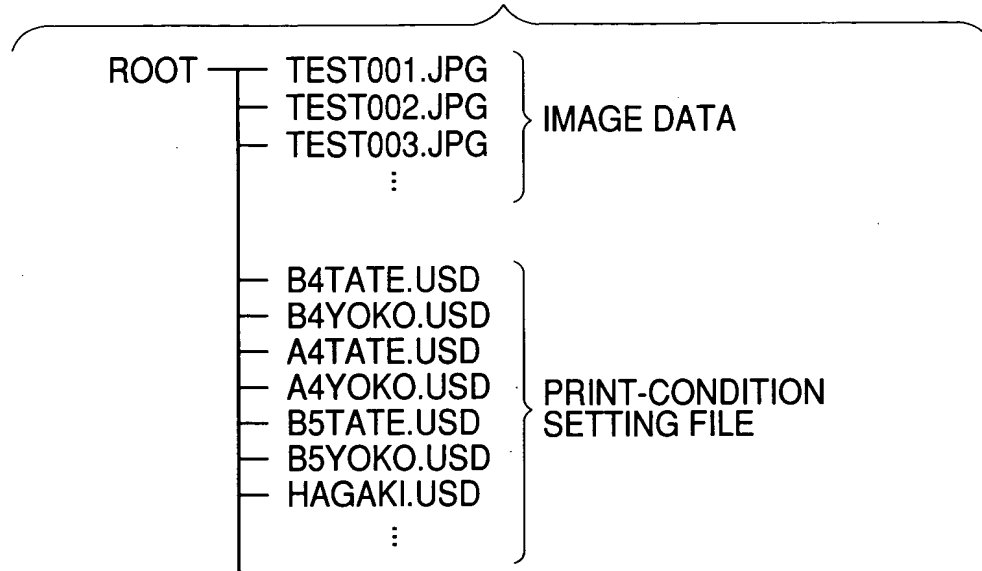 ROOT TEST001.JPG
TEST002.JPG
TEST003.JPG
⋮
IMAGE DATA
B4TATE.USD
B4YOKO.USD
A4TATE.USD
A4YOKO.USD
B5TATE.USD
B5YOKO.USD
HAGAKI.USD
⋮
PRINT-CONDITION
SETTING FILE